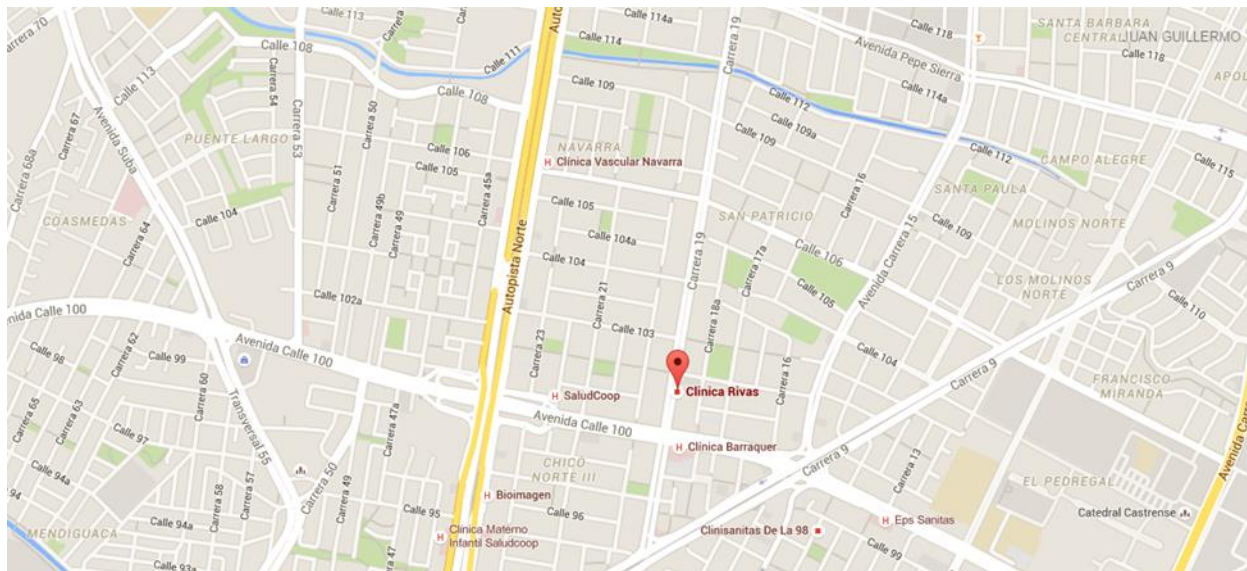 Calle 113
Calle 114a
Calle 118
SANTA BARBARA
CENTRAL
JUAN GUILLERMO
Calle 118
Carrera 70
Calle 108
Calle 111
Calle 114
Carrera 19
Avenida Pepe Sierra
Calle 113
Carrera 54
Calle 108
Calle 109
Calle 112
Calle 114a
Carrera 67
Avenida Suba
Carrera 53
Carrera 50
Calle 109
Calle 109a
PUENTE LARGO
Calle 106
NAVARRA
Calle 112
CAMPO ALEGRE
Calle 115
Carrera 68a
Carrera 51
Calle 105
H Clínica Vascular Navarra
Carrera 16
SANTA PAULA
Carrera 45a
Calle 105
SAN PATRICIO
Calle 109
MOLINOS NORTE
COASMEDAS
Carrera 64
Calle 104
Carrera 49b
Carrera 49
Calle 104a
Carrera 19
Calle 106
Avenida Carrera 15
Autopista Norte
Calle 104
Carrera 17a
Carrera 9
LOS MOLINOS
NORTE
Calle 102a
Carrera 21
Calle 105
Calle 110
Avenida Calle 100
Carrera 18a
Calle 103
Avenida Calle 100
Carrera 62
Calle 99
Calle 98
Carrera 23
Calle 104
Carrera 16
Carrera 9
FRANCISCO
MIRANDA
Carrera 60
Clinica Rivas
H SaludCoop
Carrera 65
Carrera 63
Transversal 55
Carrera 47a
Avenida Calle 100
Calle 97
H Clínica Barraquer
Carrera 9
Carrera 13
CHICÓ
NORTE III
Calle 94a
Carrera 58
Carrera 57
Carrera 50
Carrera 49
EL PEDREGAL
H Bioimagen
94
Calle 94a
Calle 95
Calle 96
Catedral Castrense
H Eps Sanitas
MENDIGUACA
H Clínica Materno
Infantil Saludcoop
Clinisanitas De La 98
Calle 99
Calle 93a